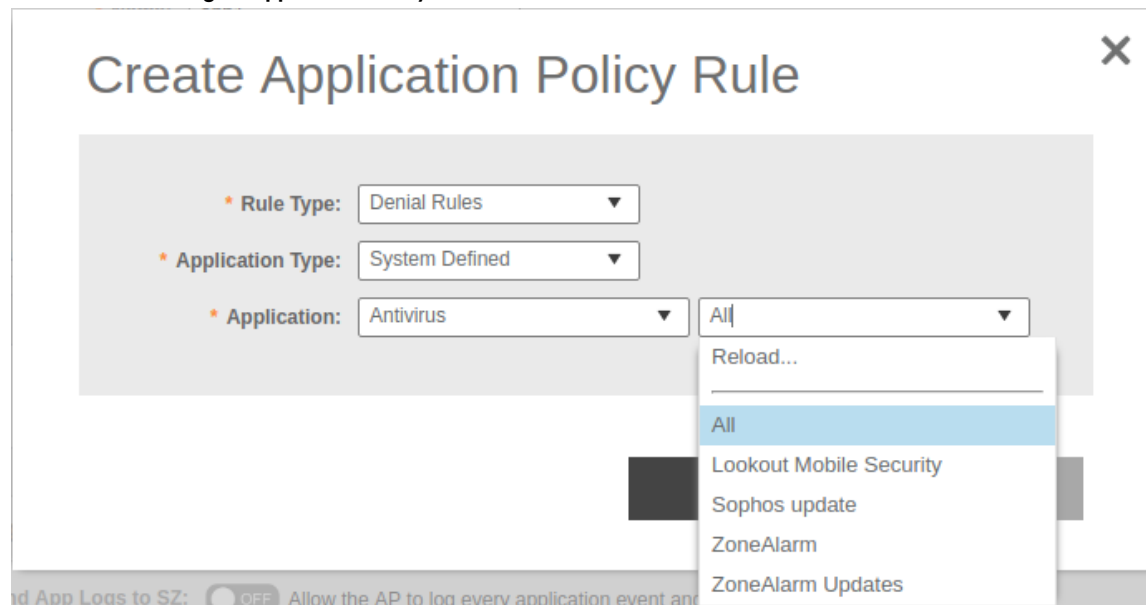 Create Application Policy Rule
* Rule Type: Denial Rules
* Application Type: System Defined
* Application: Antivirus All
Reload...
All
Lookout Mobile Security
Sophos update
ZoneAlarm
ZoneAlarm Updates
nd App Logs to SZ: OFF Allow the AP to log every application event and